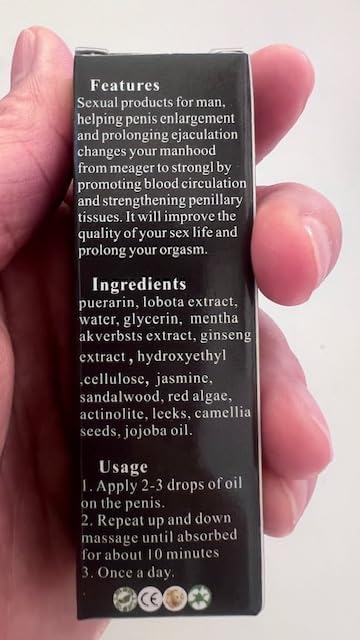 Features
Sexual products for man,
helping penis enlargement
and prolonging ejaculation
changes your manhood
from meager to strongl by
promoting blood circulation
and strengthening penillary
tissues. It will improve the
quality of your sex life and
prolong your orgasm.
Ingredients
puerarin, lobota extract,
water, glycerin, mentha
akverbsts extract, ginseng
extract, hydroxyethyl
,cellulose, jasmine,
sandalwood, red algae,
actinolite, leeks, camellia
seeds, jojoba oil.
Usage
1. Apply 2-3 drops of oil
on the penis.
2. Repeat up and down
massage until absorbed
for about 10 minutes
3. Once a day.
CE